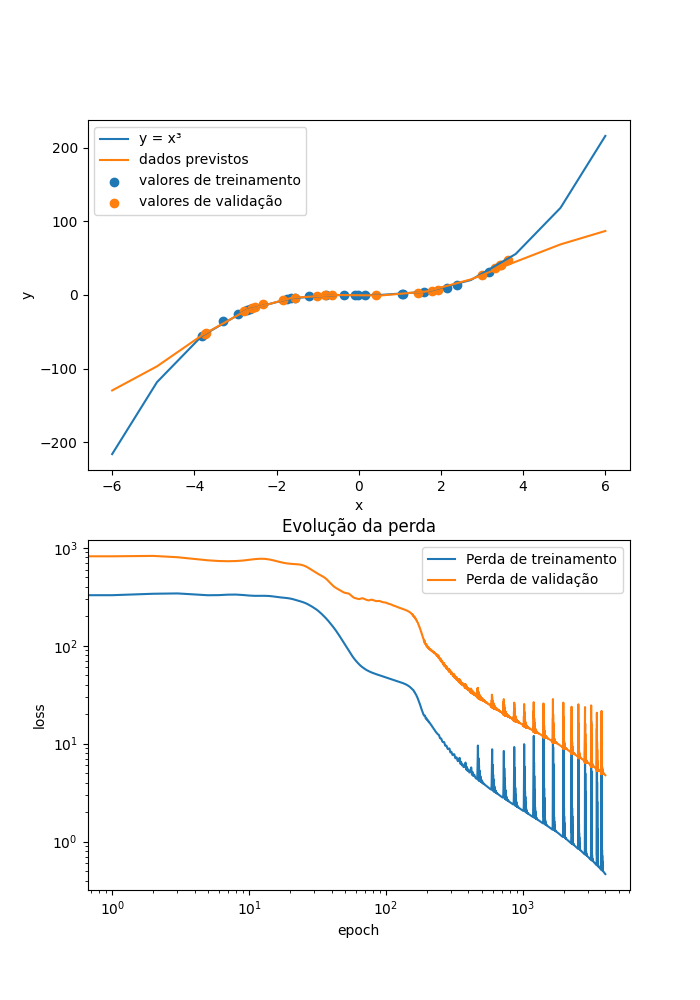 y = x³
dados previstos
valores de treinamento
valores de validação
200
100
0
−100
−200
y
−6 −4 −2 0 2 4 6
x
Evolução da perda
Perda de treinamento
Perda de validação
10³
10²
10¹
10⁰
loss
10⁰ 10¹ 10² 10³
epoch